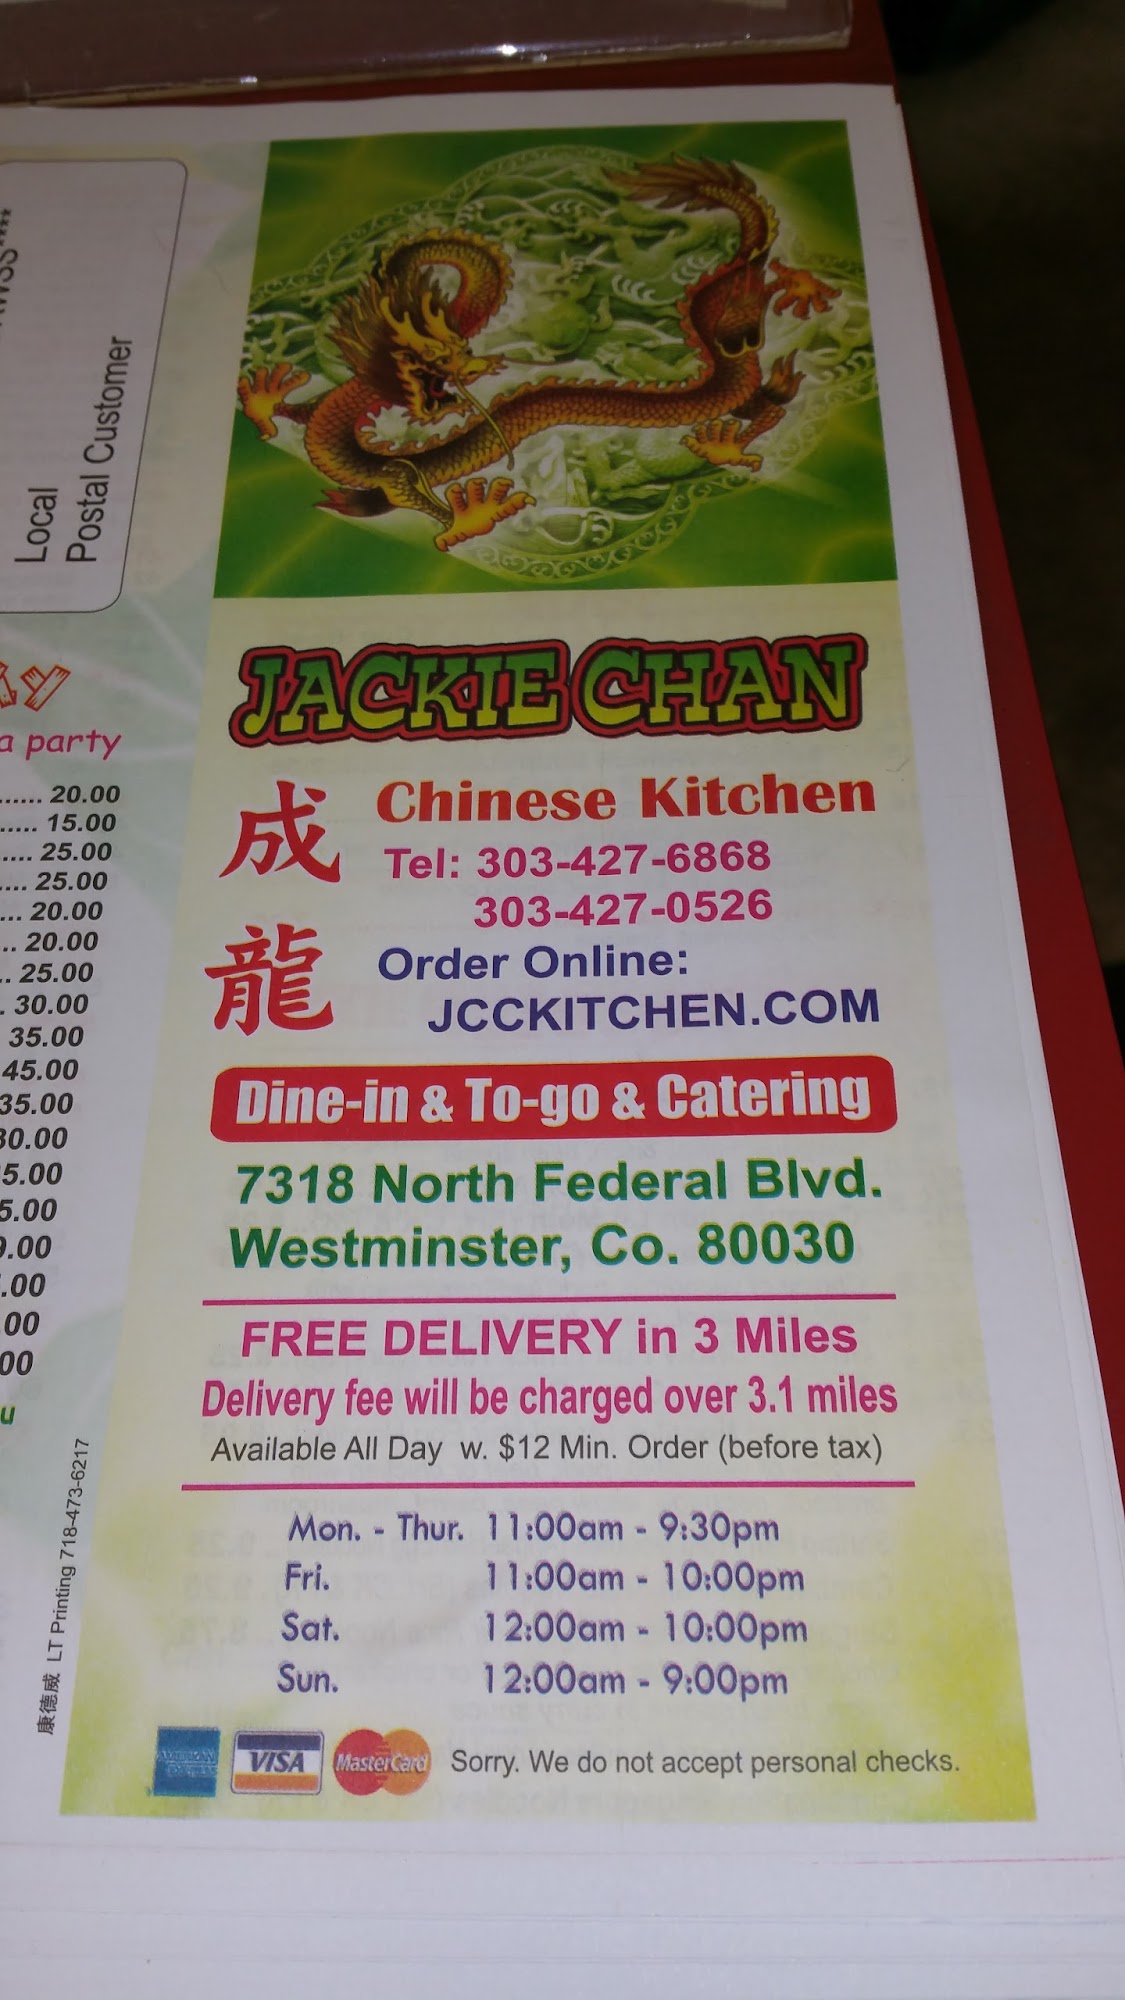 Local
Postal Customer
a party
20.00
15.00
25.00
25.00
20.00
20.00
25.00
30.00
35.00
45.00
35.00
JACKIE CHAN
成
龍
Chinese Kitchen
Tel: 303-427-6868
303-427-0526
Order Online:
JCCKITCHEN.COM
Dine-in & To-go & Catering
7318 North Federal Blvd.
Westminster, Co. 80030
FREE DELIVERY in 3 Miles
Delivery fee will be charged over 3.1 miles
Available All Day w. $12 Min. Order (before tax)
Mon. - Thur. 11:00am - 9:30pm
Fri. 11:00am - 10:00pm
Sat. 12:00am - 10:00pm
Sun. 12:00am - 9:00pm
康德威 LT Printing 718-473-6217
AMERICAN EXPRESS VISA MasterCard Sorry. We do not accept personal checks.